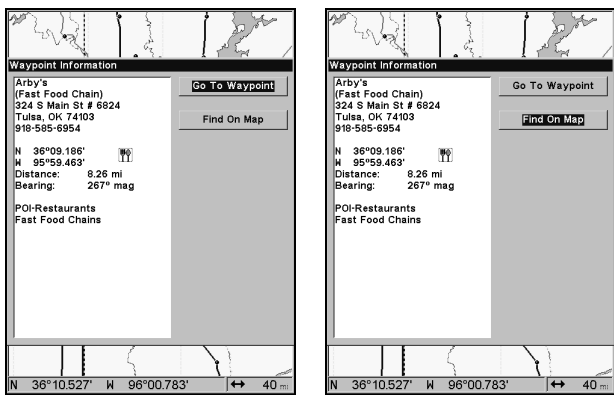 Waypoint Information
Arby's
(Fast Food Chain)
324 S Main St # 6824
Tulsa, OK 74103
918-585-6954
N 36°09.186'
W 95°59.463'
Distance: 8.26 mi
Bearing: 267° mag
POI-Restaurants
Fast Food Chains
Go To Waypoint
Find On Map
N 36°10.527' W 96°00.783' ↔ 40 mi
Waypoint Information
Arby's
(Fast Food Chain)
324 S Main St # 6824
Tulsa, OK 74103
918-585-6954
N 36°09.186'
W 95°59.463'
Distance: 8.26 mi
Bearing: 267° mag
POI-Restaurants
Fast Food Chains
Go To Waypoint
Find On Map
N 36°10.527' W 96°00.783' ↔ 40 mi